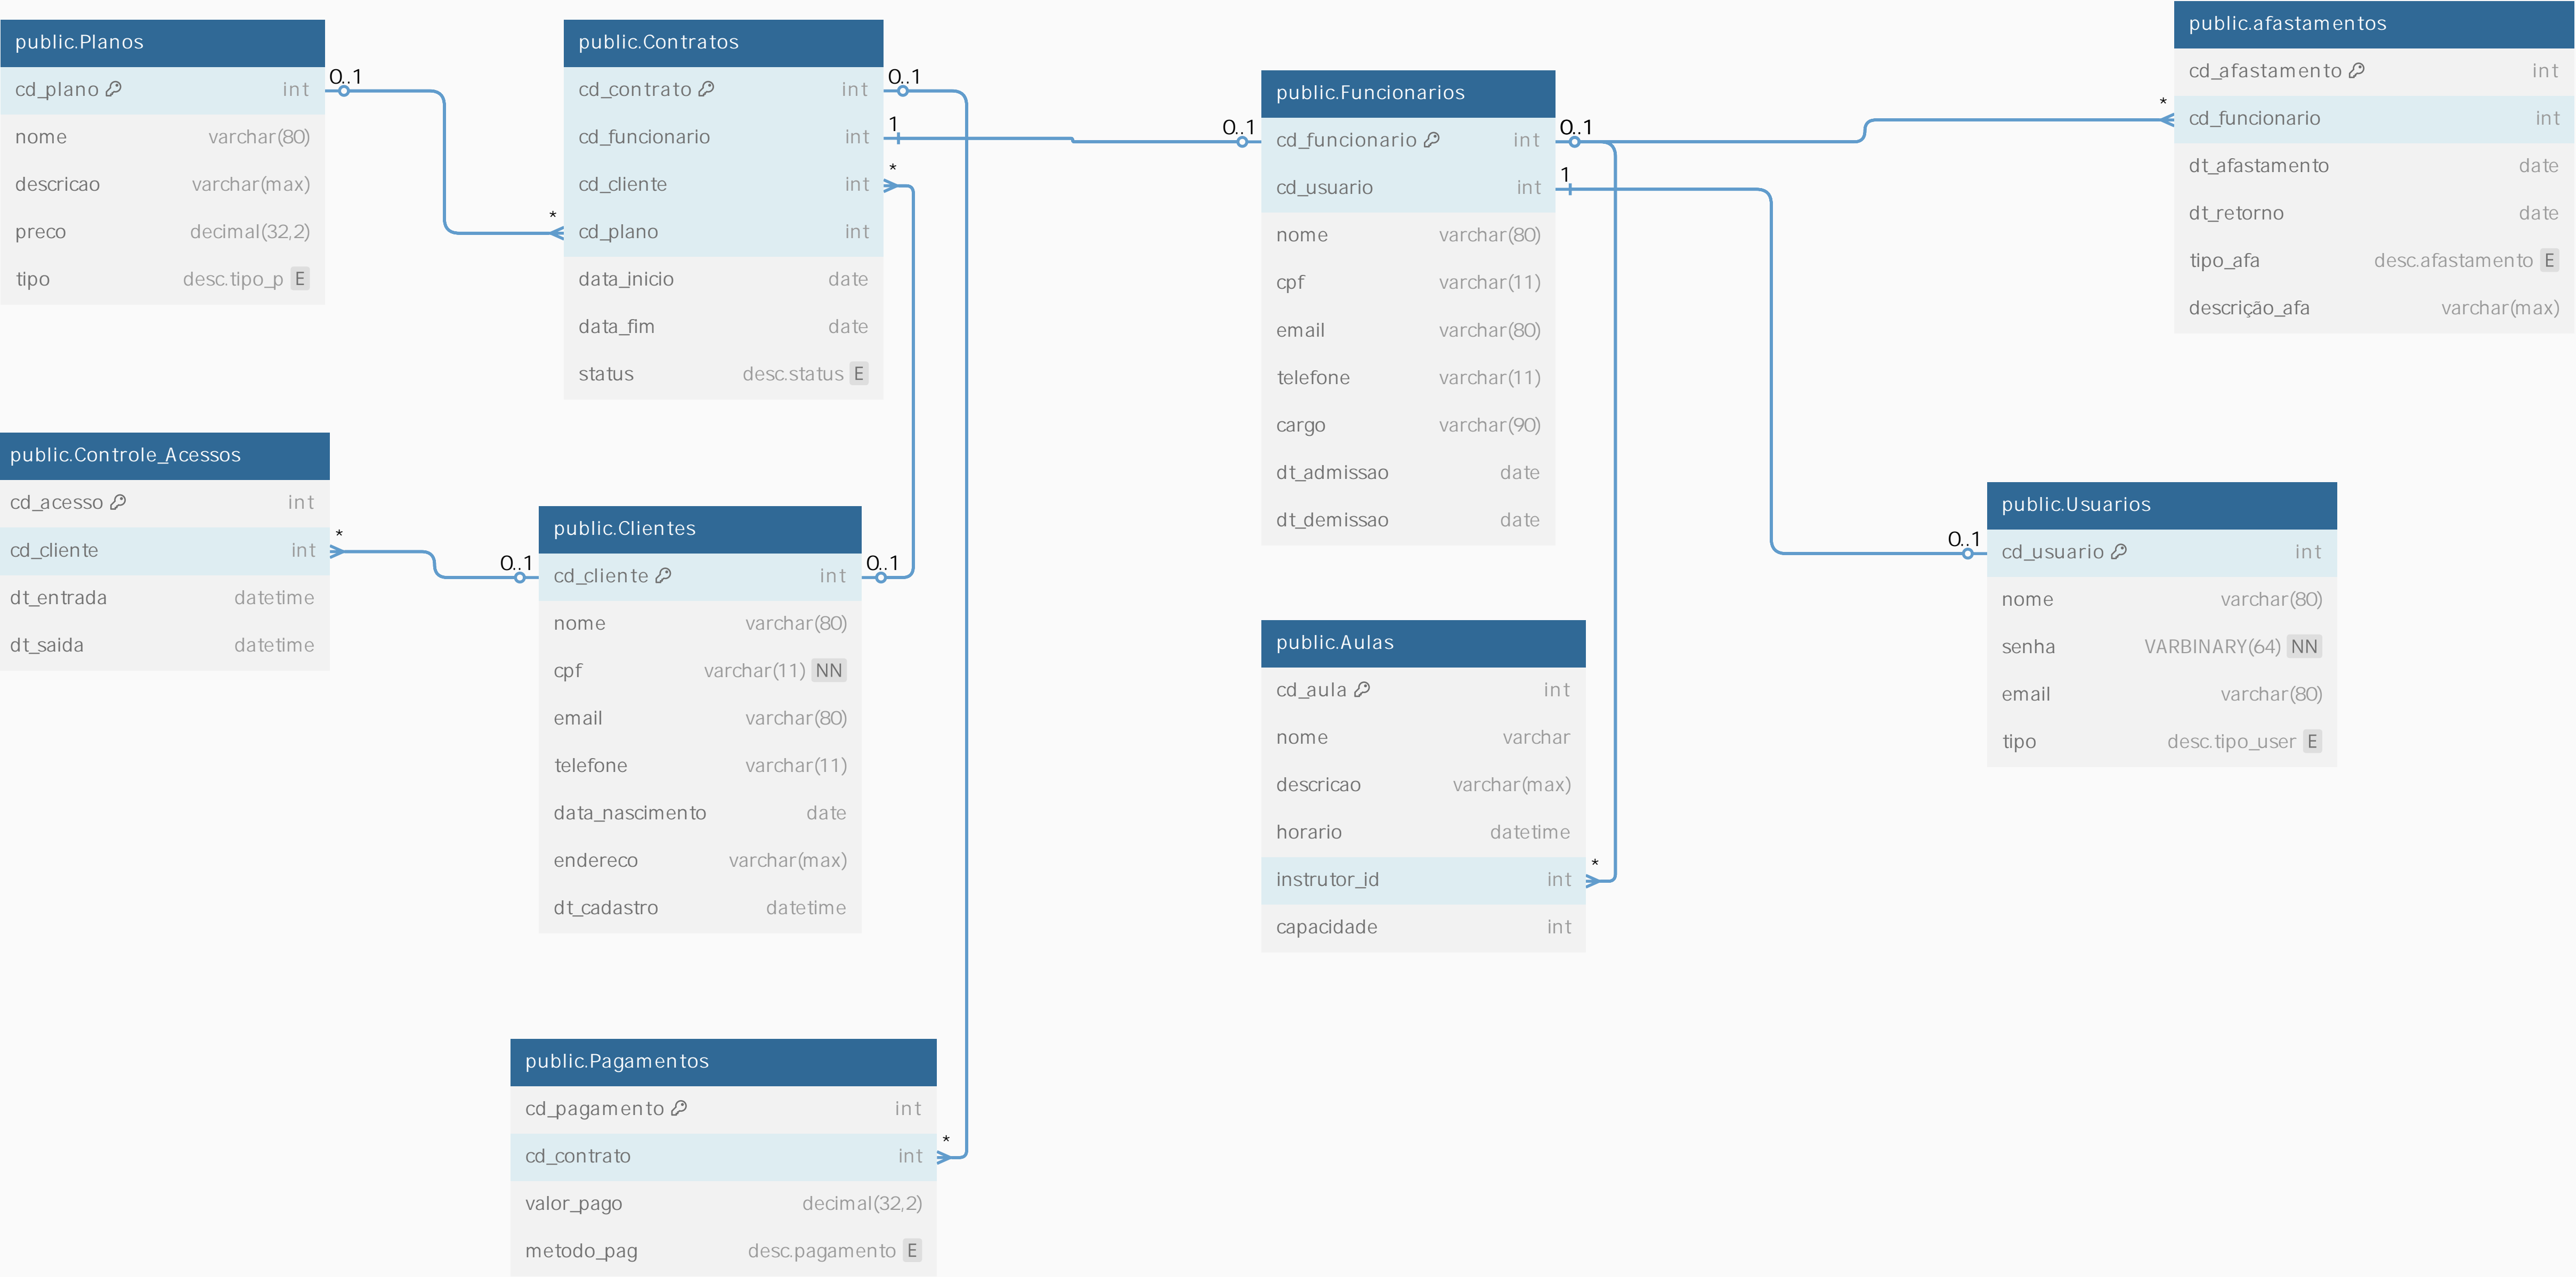 public.Planos
cd_plano int
nome varchar(80)
descricao varchar(max)
preco decimal(32,2)
tipo desc.tipo_p E
0..1
*
public.Contratos
cd_contrato int
cd_funcionario int
cd_cliente int
cd_plano int
data_inicio date
data_fim date
status desc.status E
0..1
1
*
0..1
public.Funcionarios
cd_funcionario int
cd_usuario int
nome varchar(80)
cpf varchar(11)
email varchar(80)
telefone varchar(11)
cargo varchar(90)
dt_admissao date
dt_demissao date
0..1
1
*
public.afastamentos
cd_afastamento int
cd_funcionario int
dt_afastamento date
dt_retorno date
tipo_afa desc.afastamento E
descrição_afa varchar(max)
public.Controle_Acessos
cd_acesso int
cd_cliente int
dt_entrada datetime
dt_saida datetime
*
0..1
public.Clientes
cd_cliente int
nome varchar(80)
cpf varchar(11) NN
email varchar(80)
telefone varchar(11)
data_nascimento date
endereco varchar(max)
dt_cadastro datetime
0..1
0..1
public.Usuarios
cd_usuario int
nome varchar(80)
senha VARBINARY(64) NN
email varchar(80)
tipo desc.tipo_user E
public.Aulas
cd_aula int
nome varchar
descricao varchar(max)
horario datetime
instrutor_id int
capacidade int
*
public.Pagamentos
cd_pagamento int
cd_contrato int
valor_pago decimal(32,2)
metodo_pag desc.pagamento E
*